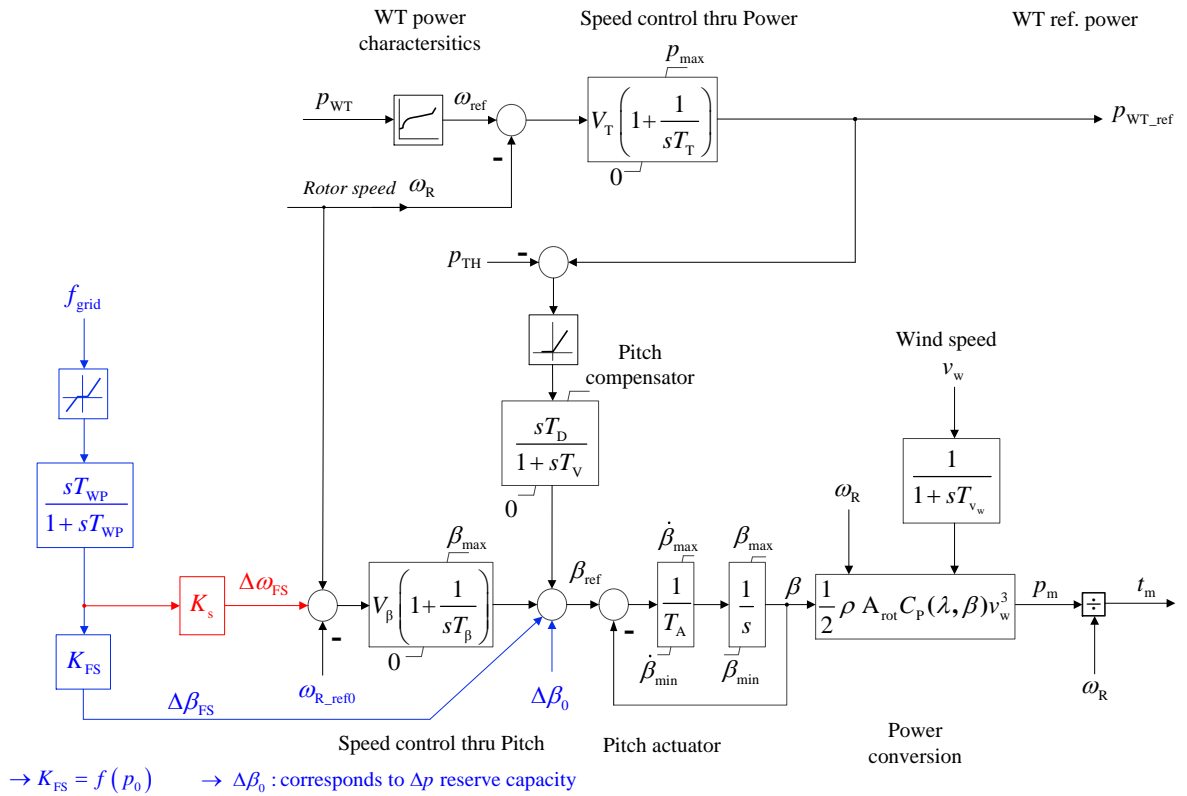 WT power
charactersitics
Speed control thru Power
WT ref. power
p_WT
ω_ref
p_max
V_T(1+1/(sT_T))
0
p_WT_ref
-
Rotor speed ω_R
p_TH
-
f_grid
Pitch
compensator
Wind speed
v_w
sT_D/(1+sT_V)
0
sT_WP/(1+sT_WP)
1/(1+sT_v_w)
ω_R
K_s
Δω_FS
β_max
V_β(1+1/(sT_β))
0
-
ω_R_ref0
β_ref
-
β̇_max
1/T_A
β̇_min
β_max
1/s
β_min
β
1/2 ρ A_rot C_P(λ, β)v_w^3
p_m
÷
t_m
ω_R
K_FS
Δβ_FS
Δβ_0
Speed control thru Pitch
Pitch actuator
Power
conversion
→ K_FS = f(p_0) → Δβ_0 : corresponds to Δp reserve capacity